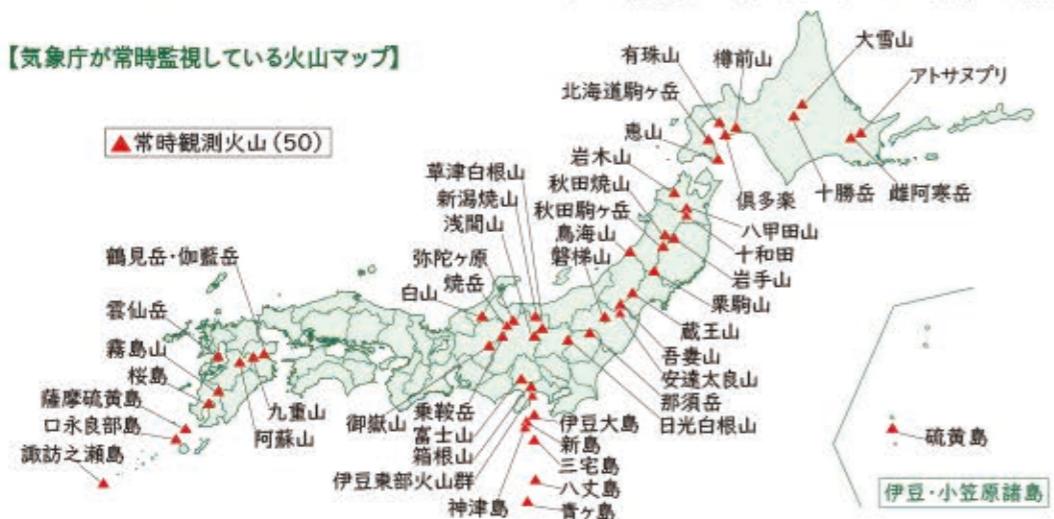 【気象庁が常時監視している火山マップ】
▲常時観測火山(50)
大雪山
樽前山
有珠山
アトサヌプリ
北海道駒ヶ岳
恵山
岩木山
草津白根山
秋田焼山
倶多楽
十勝岳
雌阿寒岳
新潟焼山
秋田駒ヶ岳
八甲田山
浅間山
鳥海山
十和田
鶴見岳・伽藍岳
弥陀ヶ原
磐梯山
岩手山
焼岳
白山
栗駒山
雲仙岳
蔵王山
霧島山
吾妻山
桜島
安達太良山
薩摩硫黄島
九重山
御嶽山
乗鞍岳
那須岳
口永良部島
阿蘇山
富士山
伊豆大島
日光白根山
硫黄島
諏訪之瀬島
箱根山
新島
伊豆東部火山群
三宅島
八丈島
伊豆・小笠原諸島
神津島
青ヶ島